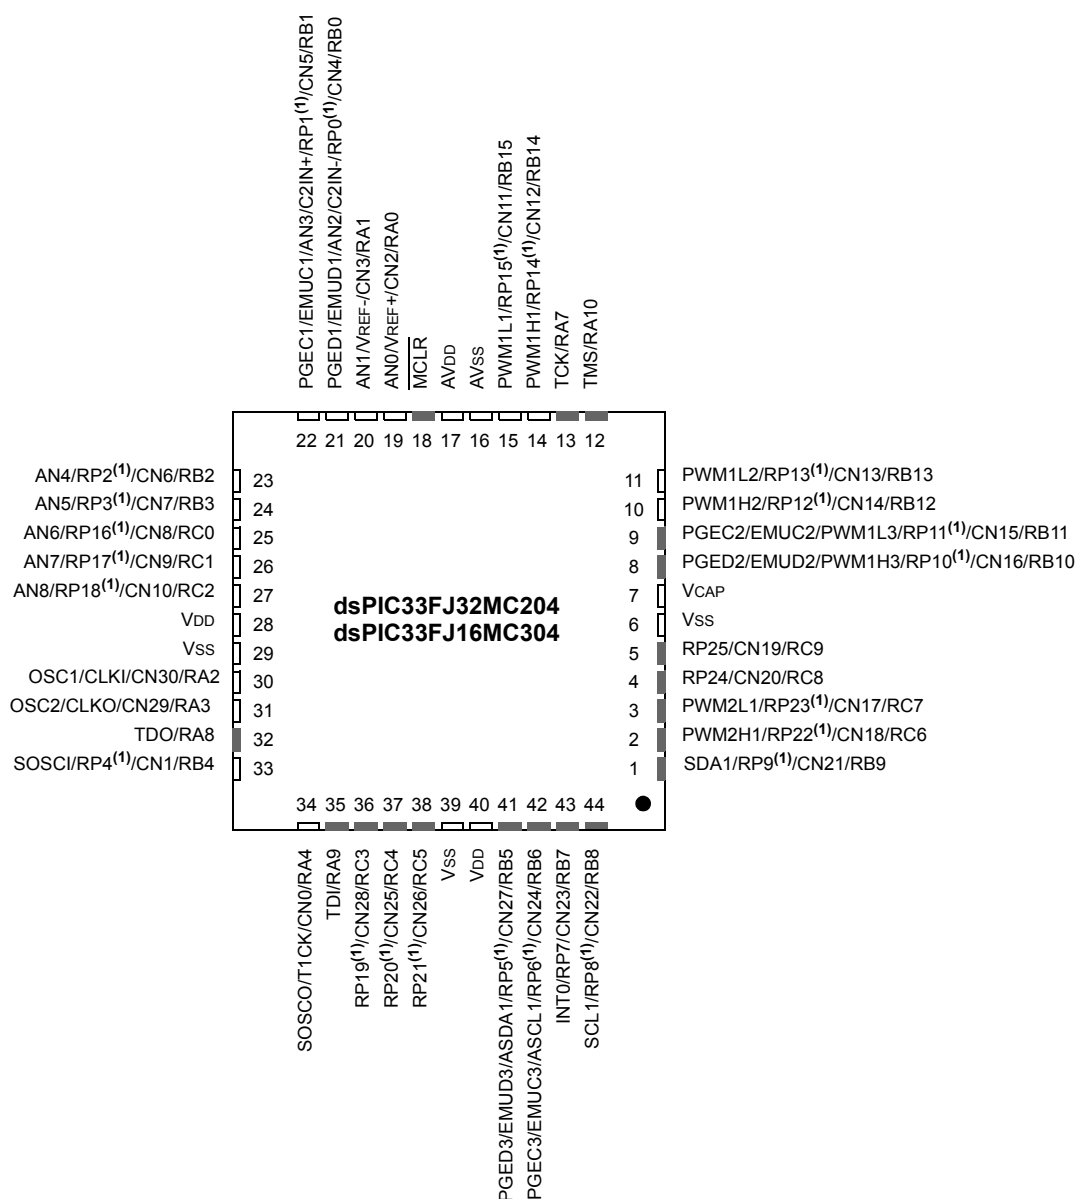 PGEC1/EMUC1/AN3/C2IN+/RP1(1)/CN5/RB1
PGED1/EMUD1/AN2/C2IN-/RP0(1)/CN4/RB0
AN1/VREF-/CN3/RA1
AN0/VREF+/CN2/RA0
MCLR
AVDD
AVSS
PWM1L1/RP15(1)/CN11/RB15
PWM1H1/RP14(1)/CN12/RB14
TCK/RA7
TMS/RA10
22 21 20 19 18 17 16 15 14 13 12
AN4/RP2(1)/CN6/RB2 23
AN5/RP3(1)/CN7/RB3 24
AN6/RP16(1)/CN8/RC0 25
AN7/RP17(1)/CN9/RC1 26
AN8/RP18(1)/CN10/RC2 27
VDD 28
VSS 29
OSC1/CLKI/CN30/RA2 30
OSC2/CLKO/CN29/RA3 31
TDO/RA8 32
SOSCI/RP4(1)/CN1/RB4 33
dsPIC33FJ32MC204
dsPIC33FJ16MC304
11 PWM1L2/RP13(1)/CN13/RB13
10 PWM1H2/RP12(1)/CN14/RB12
9 PGEC2/EMUC2/PWM1L3/RP11(1)/CN15/RB11
8 PGED2/EMUD2/PWM1H3/RP10(1)/CN16/RB10
7 VCAP
6 VSS
5 RP25/CN19/RC9
4 RP24/CN20/RC8
3 PWM2L1/RP23(1)/CN17/RC7
2 PWM2H1/RP22(1)/CN18/RC6
1 SDA1/RP9(1)/CN21/RB9
34 35 36 37 38 39 40 41 42 43 44
SOSCO/T1CK/CN0/RA4
TDI/RA9
RP19(1)/CN28/RC3
RP20(1)/CN25/RC4
RP21(1)/CN26/RC5
VSS
VDD
PGED3/EMUD3/ASDA1/RP5(1)/CN27/RB5
PGEC3/EMUC3/ASCL1/RP6(1)/CN24/RB6
INT0/RP7/CN23/RB7
SCL1/RP8(1)/CN22/RB8